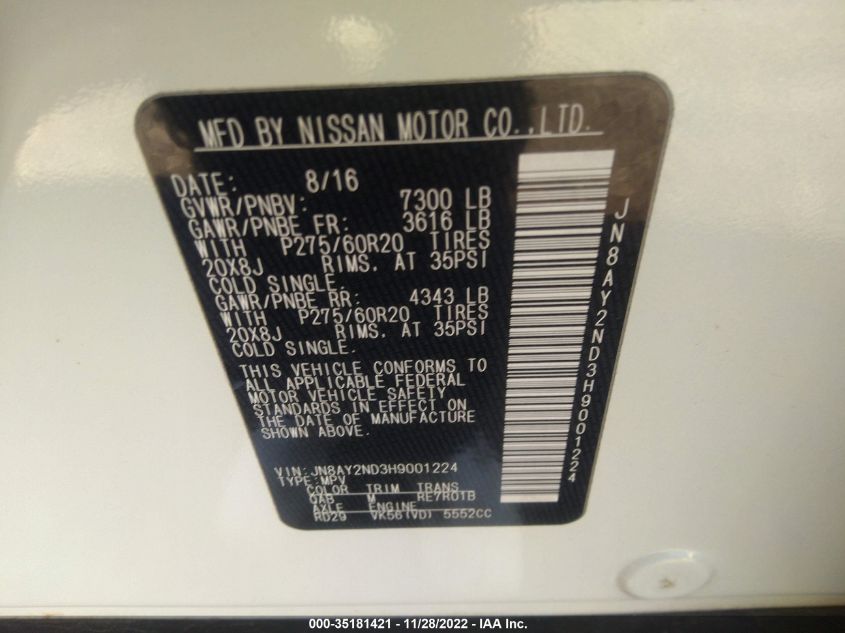 MFD BY NISSAN MOTOR CO.,LTD.
DATE: 8/16
GVWR/PNBV: 7300 LB
GAWR/PNBE FR: 3616 LB
WITH P275/60R20 TIRES
20X8J RIMS. AT 35PSI
COLD SINGLE.
GAWR/PNBE RR: 4343 LB
WITH P275/60R20 TIRES
20X8J RIMS. AT 35PSI
COLD SINGLE.
THIS VEHICLE CONFORMS TO
ALL APPLICABLE FEDERAL
MOTOR VEHICLE SAFETY
STANDARDS IN EFFECT ON
THE DATE OF MANUFACTURE
SHOWN ABOVE.
VIN: JN8AY2ND3H9001224
TYPE: MPV
COLOR TRIM TRANS
QAB M RE7R01B
AXLE ENGINE
RD29 VK56(VD) 5552CC
JN8AY2ND3H9001224
000-35181421 - 11/28/2022 - IAA Inc.